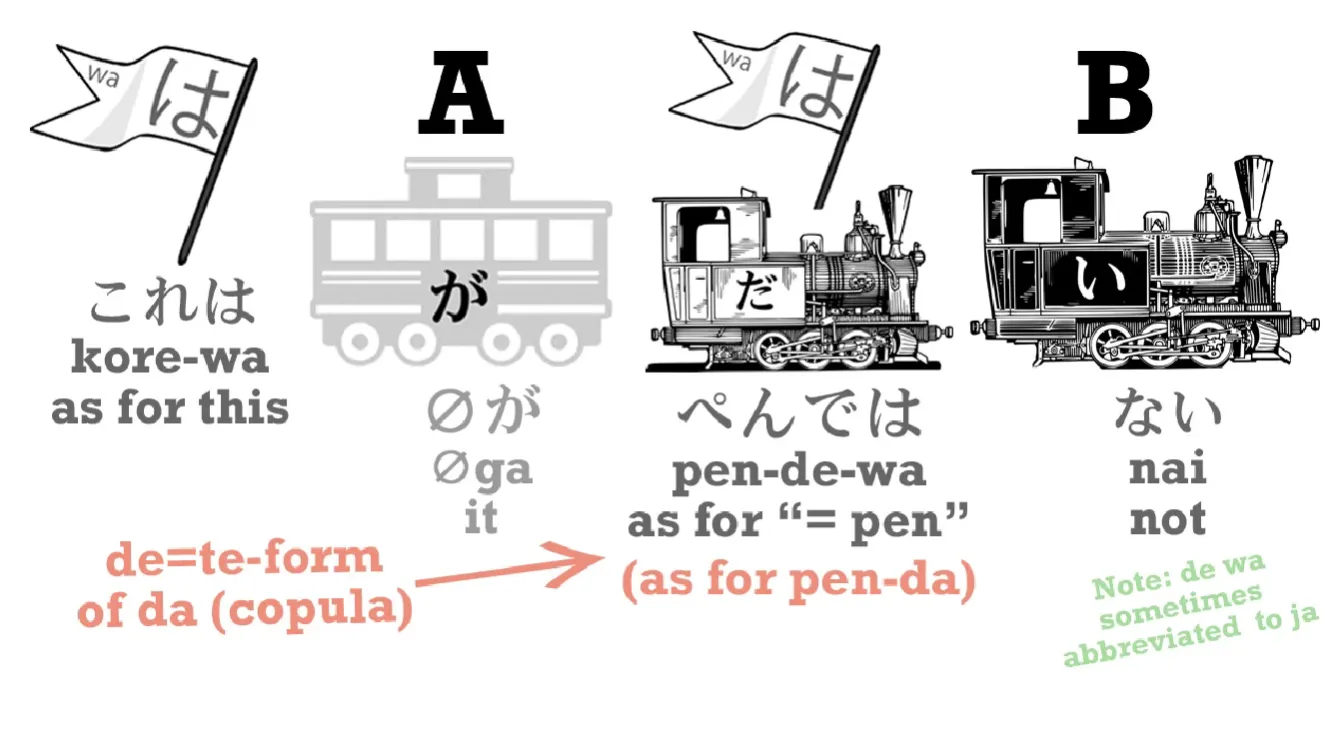 wa は
A
wa は
B
が
だ
い
これは
kore-wa
as for this
∅が
∅ga
it
ぺんでは
pen-de-wa
as for “= pen”
(as for pen-da)
ない
nai
not
de=te-form
of da (copula)
Note: de wa
sometimes
abbreviated to ja